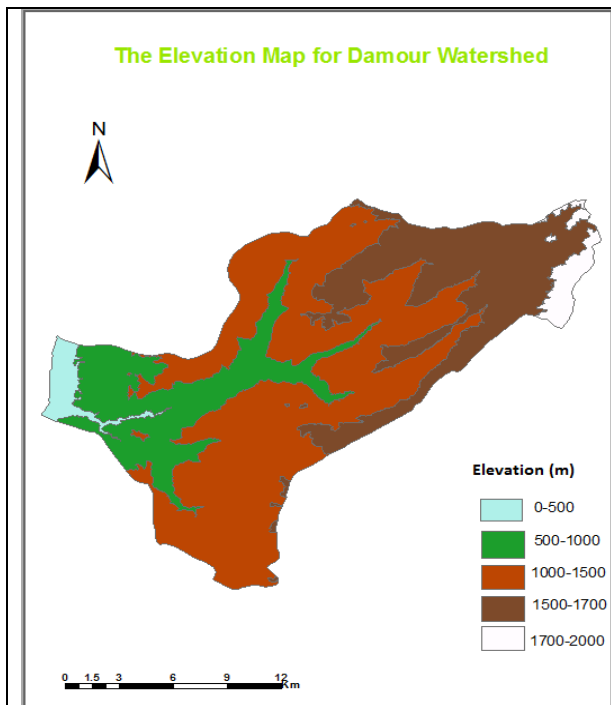 The Elevation Map for Damour Watershed
N
Elevation (m)
0-500
500-1000
1000-1500
1500-1700
1700-2000
0 1.5 3 6 9 12
Km